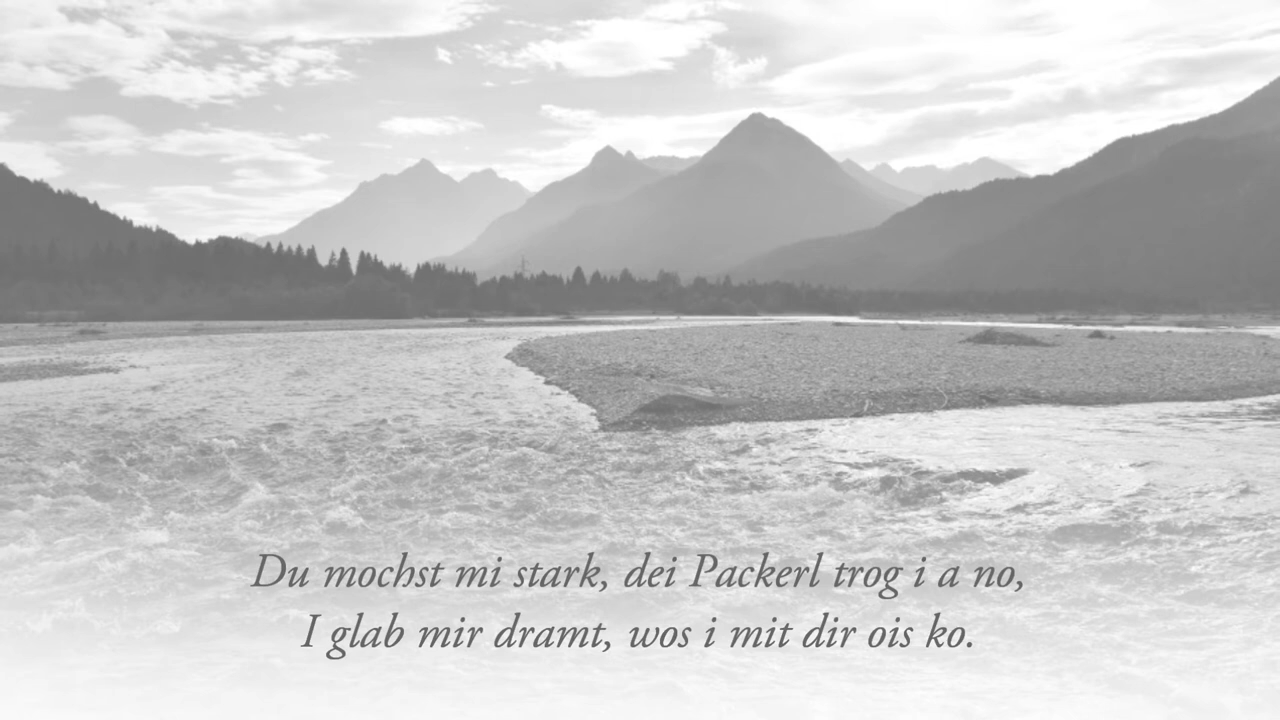 Du mochst mi stark, dei Packerl trog i a no,
I glab mir dramt, wos i mit dir ois ko.